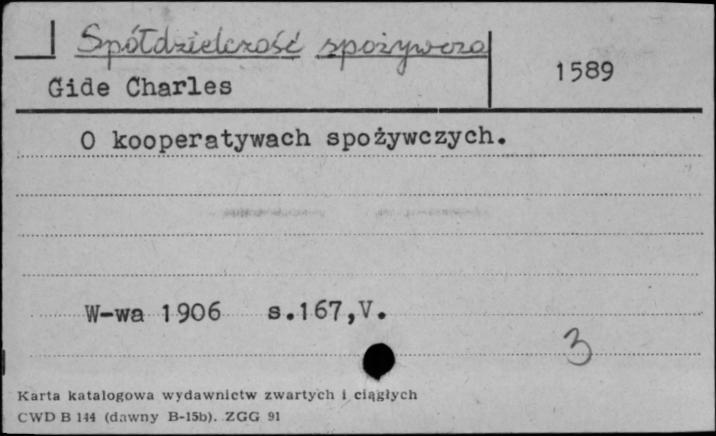 Spółdzielczość spożywcza
Gide Charles
1589
O kooperatywach spożywczych.
W-wa 1906 s.167,V.
3
Karta katalogowa wydawnictw zwartych i ciągłych
CWD B 144 (dawny B-15b). ZGG 91